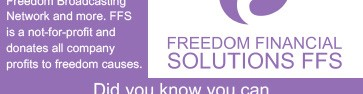 Freedom Broadcasting
Network and more. FFS
is a not-for-profit and
donates all company
profits to freedom causes.
FREEDOM FINANCIAL
SOLUTIONS FFS
Did you know you can